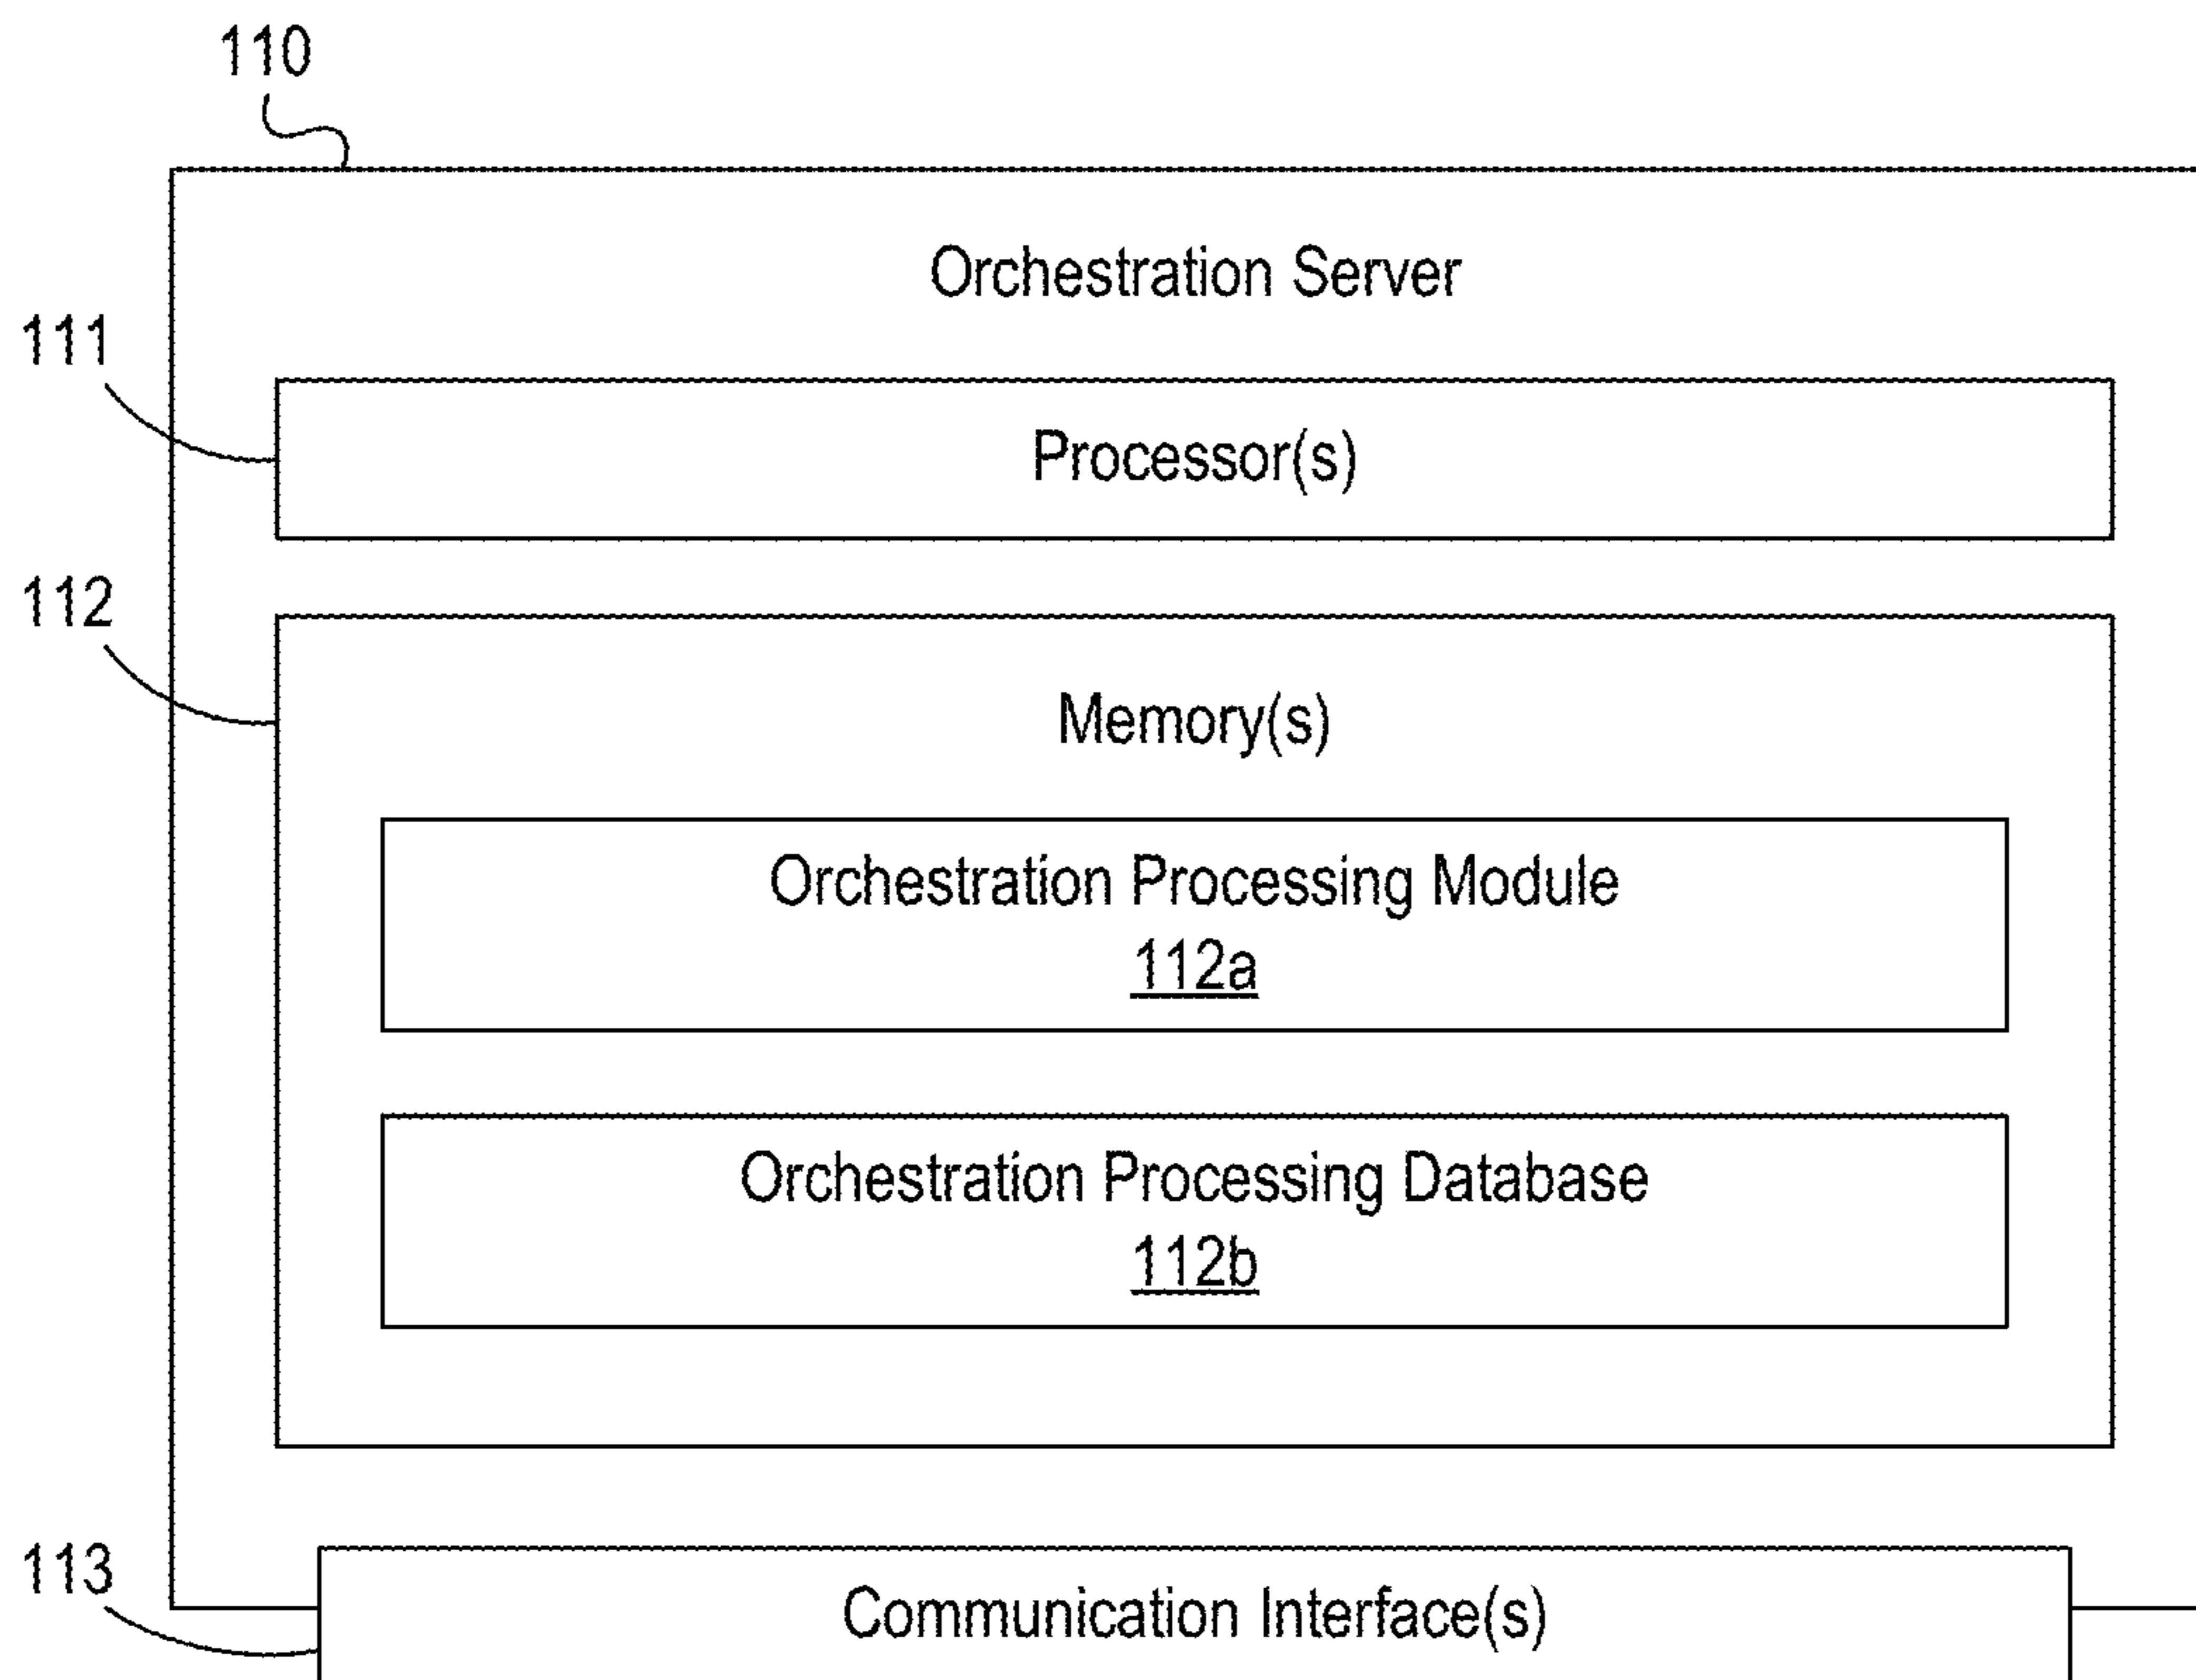 110
Orchestration Server
111
Processor(s)
112
Memory(s)
Orchestration Processing Module
112a
Orchestration Processing Database
112b
113
Communication Interface(s)